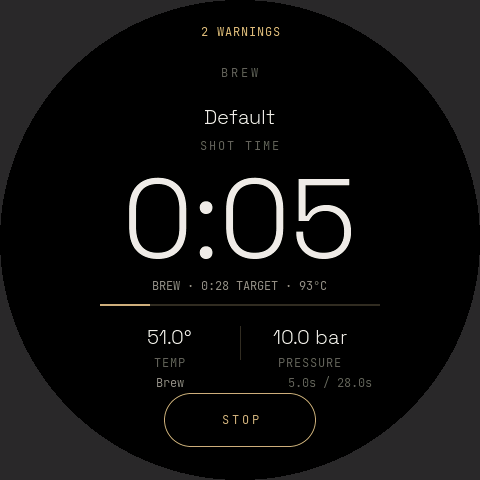 2 WARNINGS
BREW
Default
SHOT TIME
0:05
BREW · 0:28 TARGET · 93°C
51.0° 10.0 bar
TEMP PRESSURE
Brew 5.0s / 28.0s
STOP